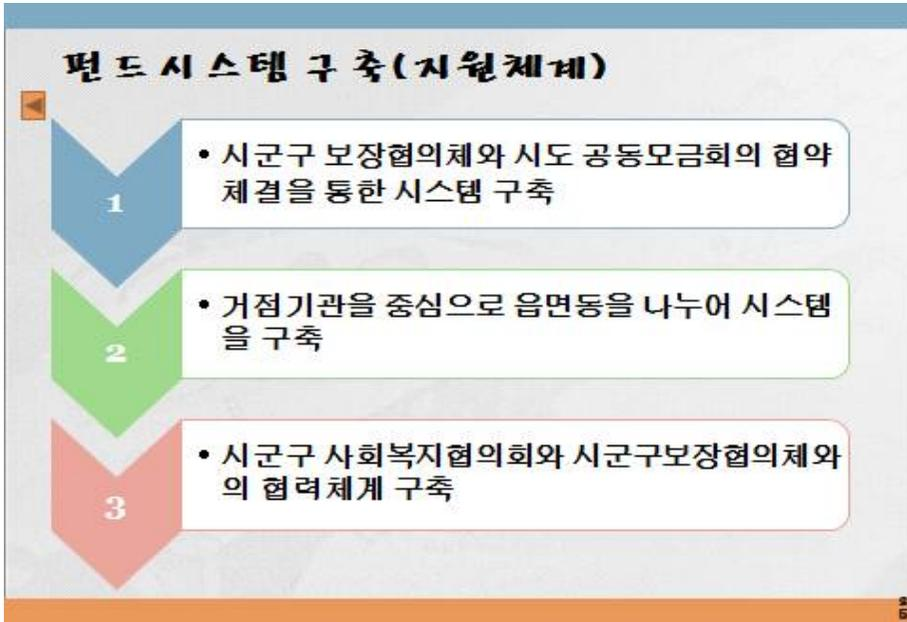 펀드시스템 구축(지원체계)
1
• 시군구 보장협의체와 시도 공동모금회의 협약
체결을 통한 시스템 구축
2
• 거점기관을 중심으로 읍면동을 나누어 시스템
을 구축
3
• 시군구 사회복지협의회와 시군구보장협의체와
의 협력체계 구축